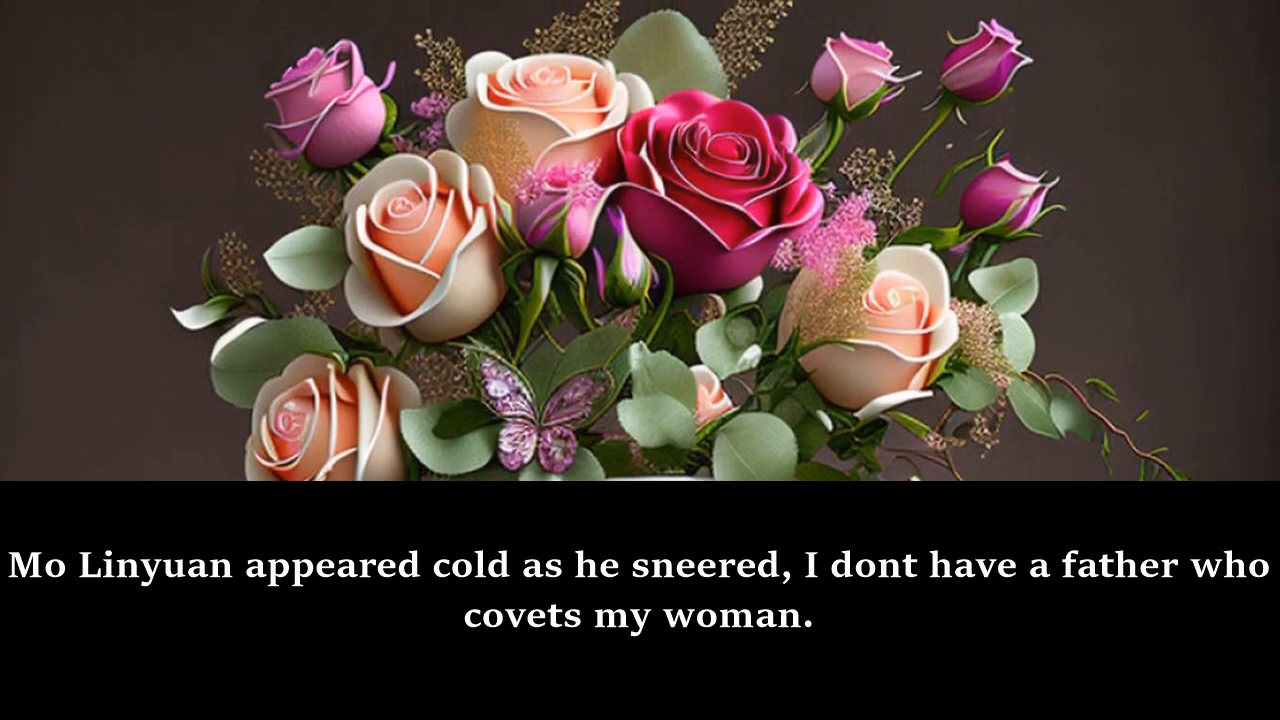 Mo Linyuan appeared cold as he sneered, I dont have a father who
covets my woman.